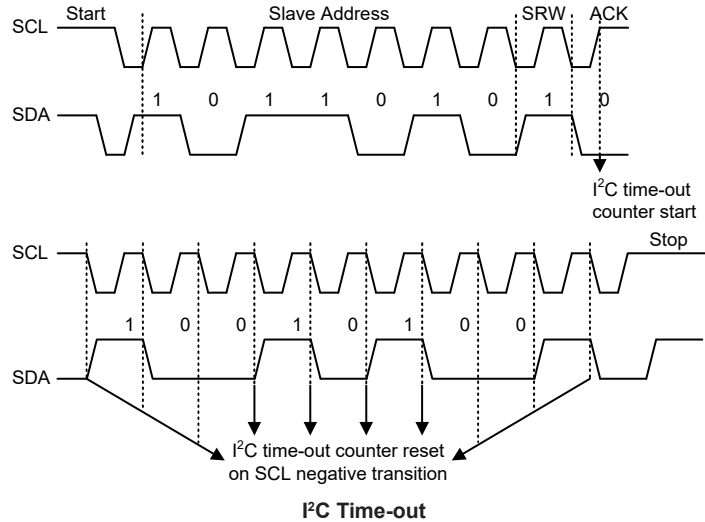 Start Slave Address SRW ACK
SCL
1 0 1 1 0 1 0 1 0
SDA
I²C time-out
counter start
Stop
SCL
1 0 0 1 0 1 0 0
SDA
I²C time-out counter reset
on SCL negative transition
I²C Time-out